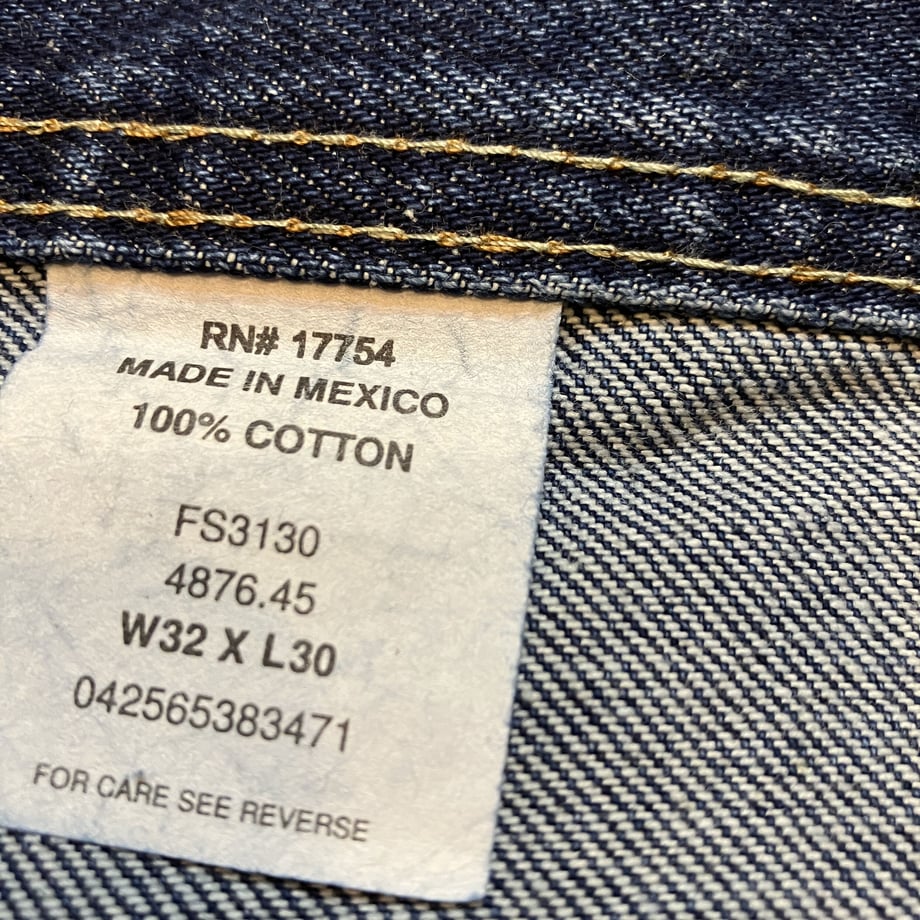 RN# 17754
MADE IN MEXICO
100% COTTON
FS3130
4876.45
W32 X L30
042565383471
FOR CARE SEE REVERSE